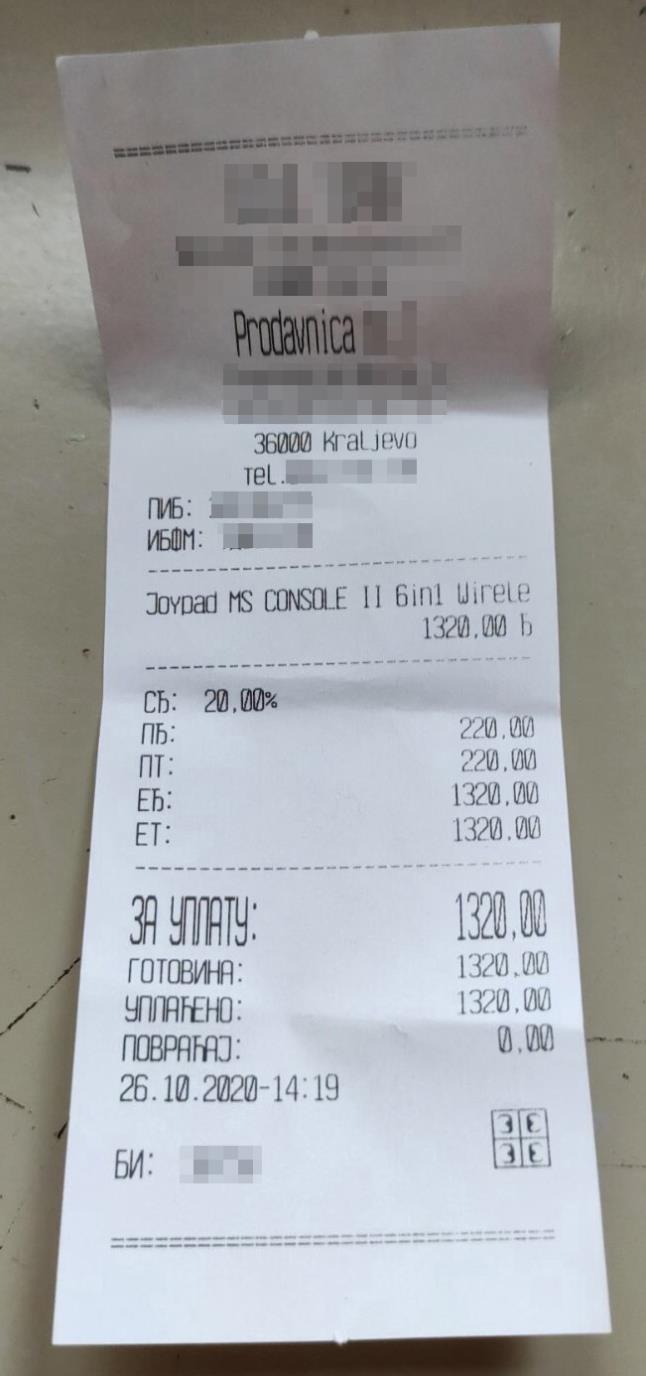 Prodavnica
36000 Kraljevo
Tel.
ПИБ:
ИБФМ:
Joypad MS CONSOLE II 6in1 Wirele
1320,00 Ђ
СЂ: 20,00%
ПЂ: 220,00
ПТ: 220,00
ЕЂ: 1320,00
ЕТ: 1320,00
ЗА УПЛАТУ: 1320,00
ГОТОВИНА: 1320,00
УПЛАЋЕНО: 1320,00
ПОВРАЋАЈ: 0,00
26.10.2020-14:19
БИ: